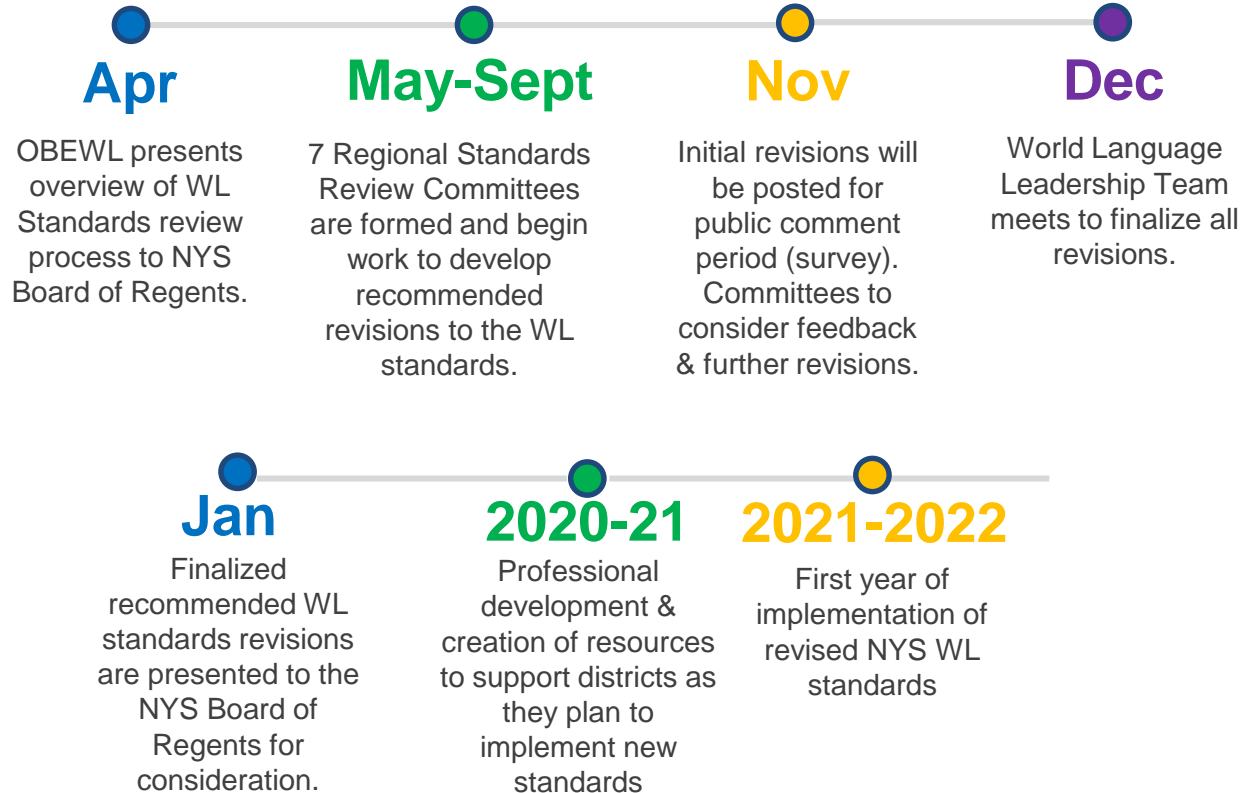 Apr
OBEWL presents
overview of WL
Standards review
process to NYS
Board of Regents.
May-Sept
7 Regional Standards
Review Committees
are formed and begin
work to develop
recommended
revisions to the WL
standards.
Nov
Initial revisions will
be posted for
public comment
period (survey).
Committees to
consider feedback
& further revisions.
Dec
World Language
Leadership Team
meets to finalize all
revisions.
Jan
Finalized
recommended WL
standards revisions
are presented to the
NYS Board of
Regents for
consideration.
2020-21
Professional
development &
creation of resources
to support districts as
they plan to
implement new
standards
2021-2022
First year of
implementation of
revised NYS WL
standards